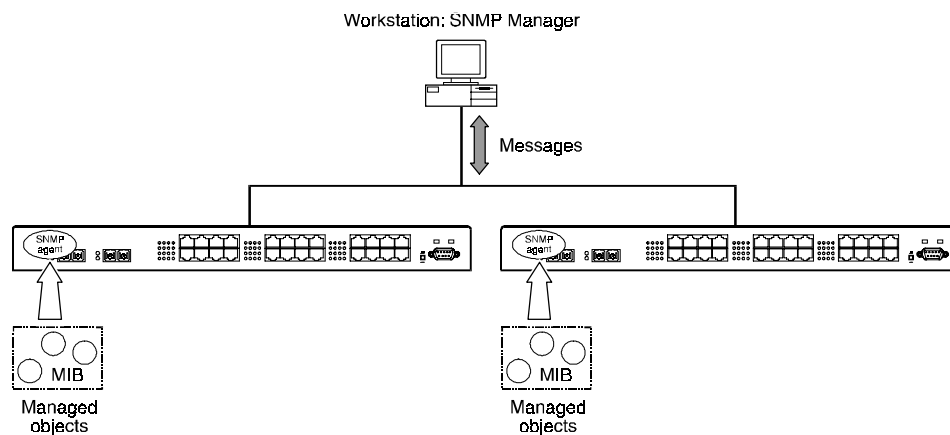 Workstation: SNMP Manager
Messages
SNMP
agent
SNMP
agent
MIB
MIB
Managed
objects
Managed
objects